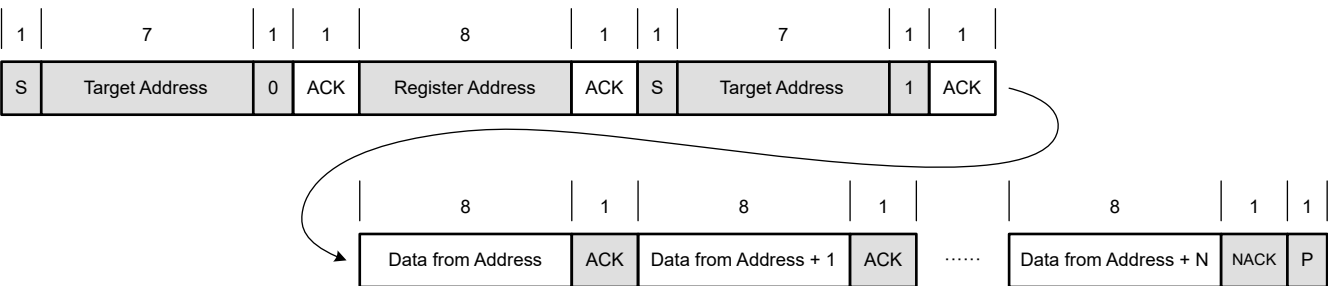 1 7 1 1 8 1 1 7 1 1
S Target Address 0 ACK Register Address ACK S Target Address 1 ACK
8 1 8 1 8 1 1
Data from Address ACK Data from Address + 1 ACK ...... Data from Address + N NACK P